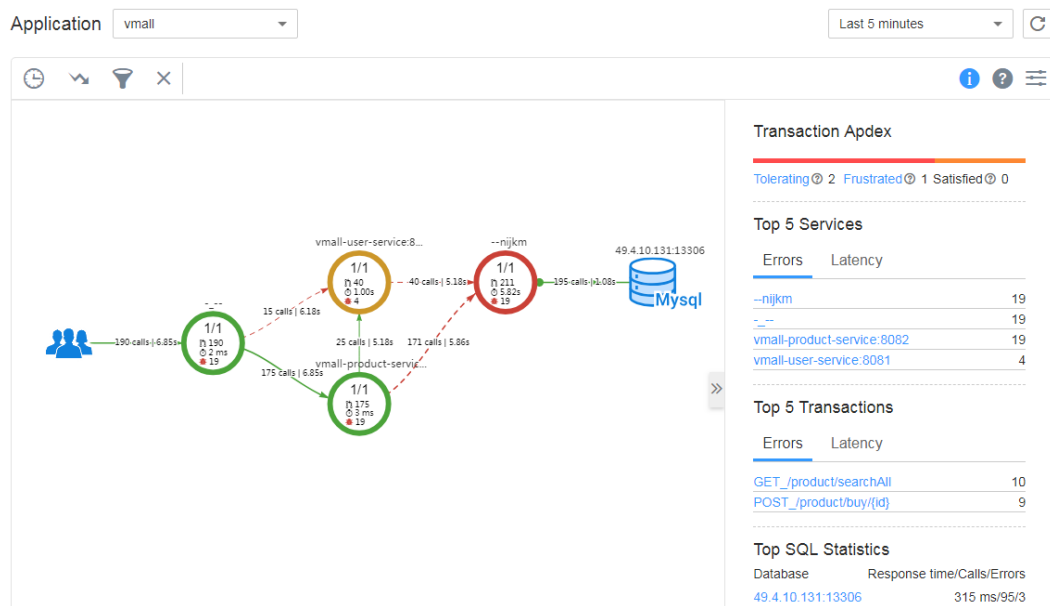 Application vmall Last 5 minutes
Transaction Apdex
Tolerating 2 Frustrated 1 Satisfied 0
Top 5 Services
Errors Latency
--nijkm 19
-_-- 19
vmall-product-service:8082 19
vmall-user-service:8081 4
Top 5 Transactions
Errors Latency
GET_/product/searchAll 10
POST_/product/buy/{id} 9
Top SQL Statistics
Database Response time/Calls/Errors
49.4.10.131:13306 315 ms/95/3
vmall-user-service:8...
1/1
40
1.00s
4
--nijkm
1/1
211
5.82s
19
49.4.10.131:13306
Mysql
40 calls | 5.18s
195 calls | 1.08s
15 calls | 6.18s
-_--
1/1
190
2 ms
19
190 calls | 6.85s
25 calls | 5.18s
171 calls | 5.86s
175 calls | 6.85s
vmall-product-servic...
1/1
175
3 ms
19